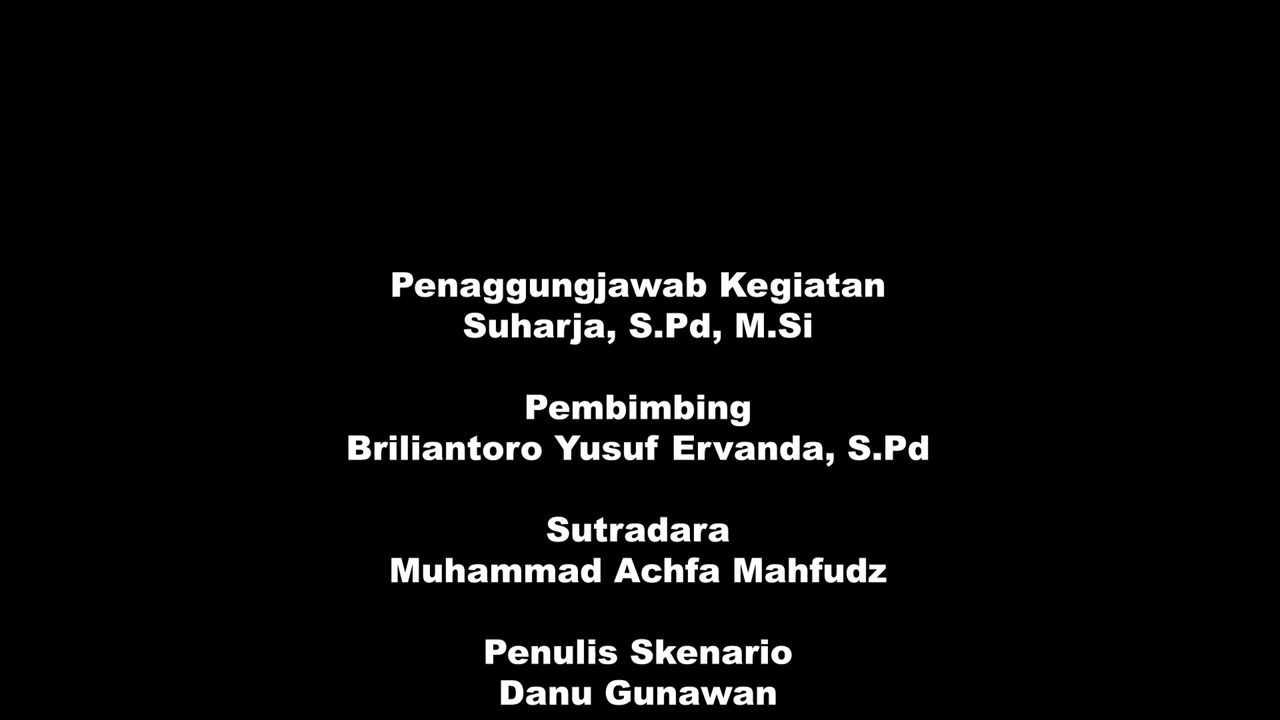 Penaggungjawab Kegiatan
Suharja, S.Pd, M.Si
Pembimbing
Briliantoro Yusuf Ervanda, S.Pd
Sutradara
Muhammad Achfa Mahfudz
Penulis Skenario
Danu Gunawan